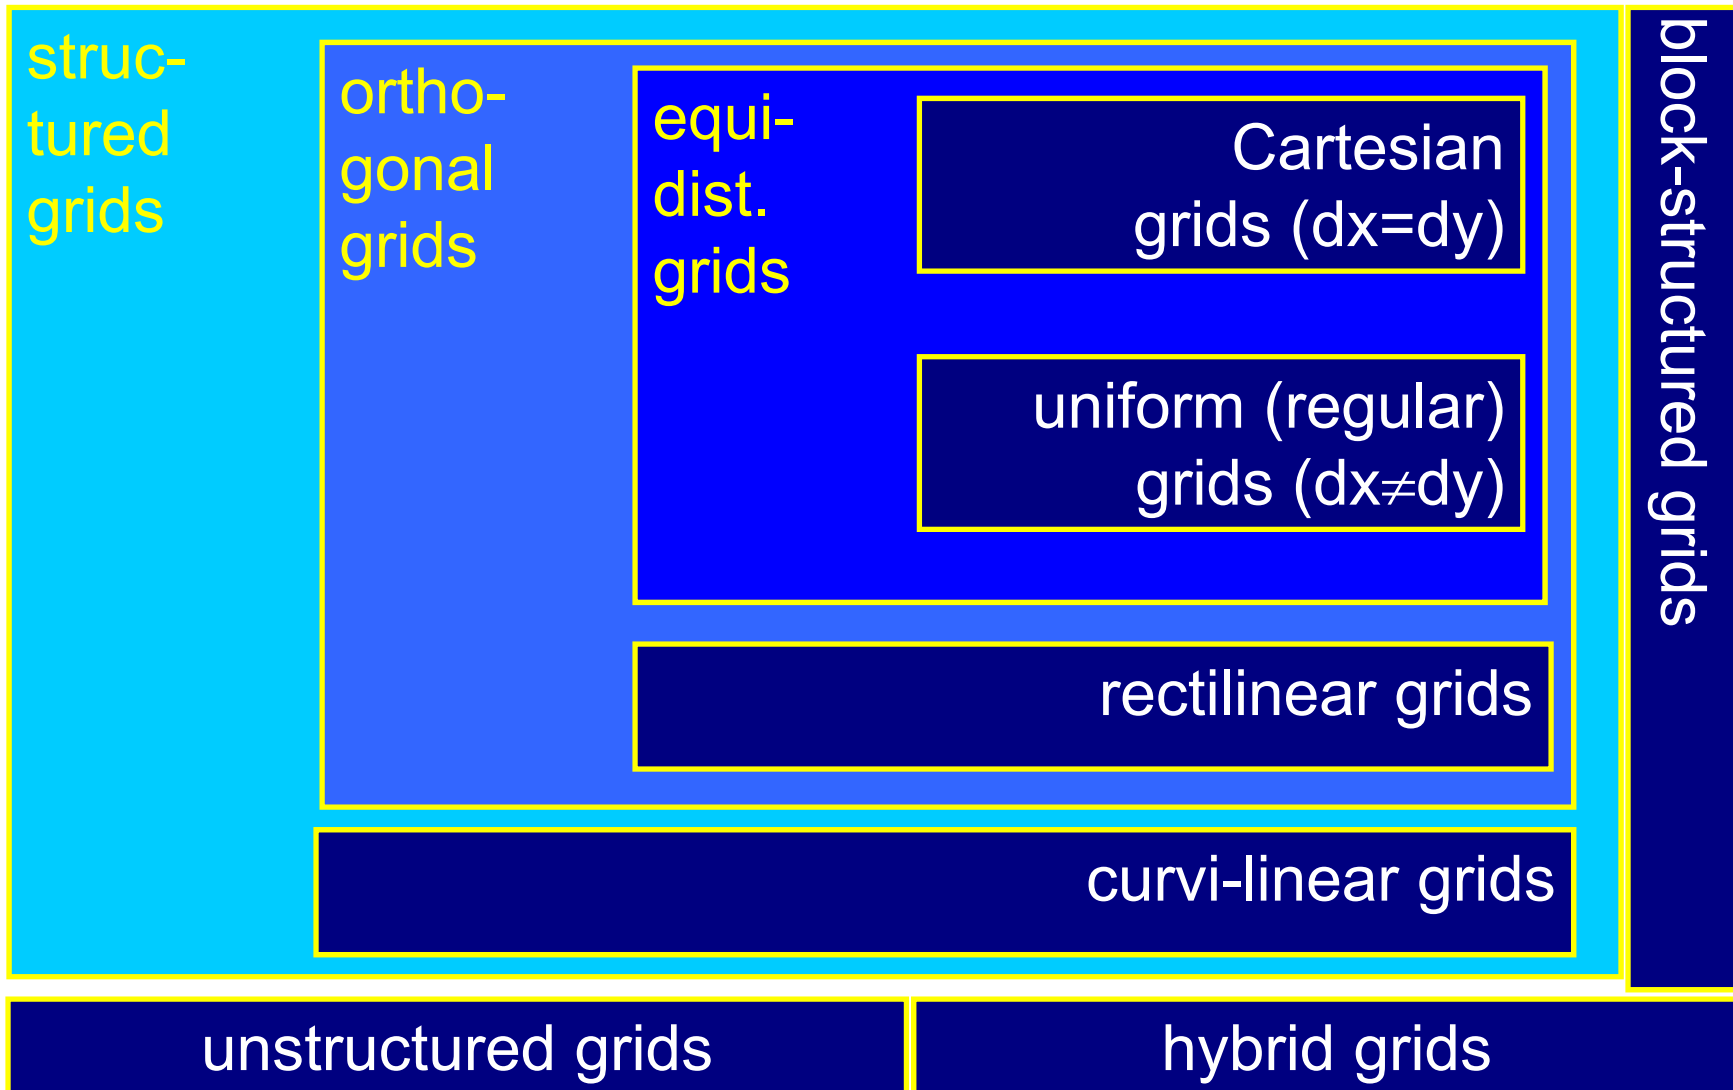 struc-
tured
grids
ortho-
gonal
grids
equi-
dist.
grids
Cartesian
grids (dx=dy)
uniform (regular)
grids (dx≠dy)
rectilinear grids
curvi-linear grids
block-structured grids
unstructured grids
hybrid grids